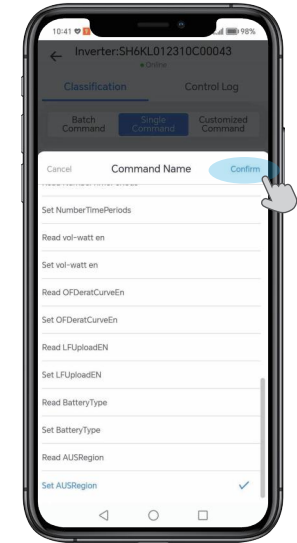 10:41
98%
Inverter:SH6KL012310C00043
Online
Classification
Control Log
Batch Command
Single Command
Customized Command
Cancel
Command Name
Confirm
Set NumberTimePeriods
Read vol-watt en
Set vol-watt en
Read OFDeratCurveEn
Set OFDeratCurveEn
Read LFUploadEN
Set LFUploadEN
Read BatteryType
Set BatteryType
Read AUSRegion
Set AUSRegion